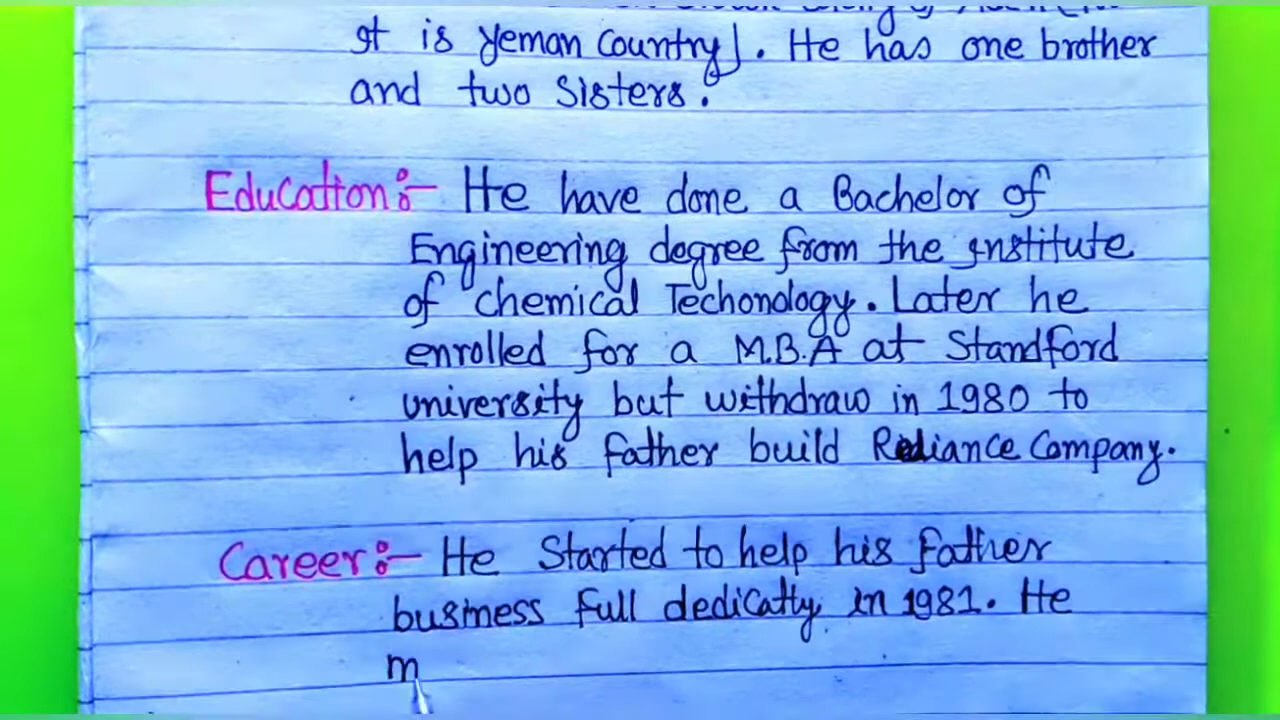 It is Yeman Country). He has one brother
and two Sisters.
Education:- He have done a Bachelor of
Engineering degree from the Institute
of chemical Techonology. Later he
enrolled for a M.B.A at Standford
university but withdraw in 1980 to
help his father build Rediance Company.
Career:- He Started to help his father
business full dedicatly in 1981. He
m